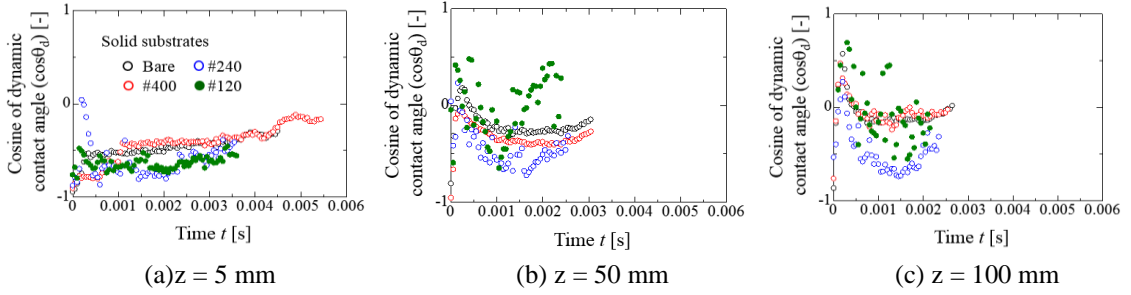 Cosine of dynamic
contact angle (cosθd) [-]
1
0
-1
Solid substrates
Bare
#240
#400
#120
0 0.001 0.002 0.003 0.004 0.005 0.006
Time t [s]
(a)z = 5 mm
Cosine of dynamic
contact angle (cosθd) [-]
1
0
-1
0 0.001 0.002 0.003 0.004 0.005 0.006
Time t [s]
(b) z = 50 mm
Cosine of dynamic
contact angle (cosθd) [-]
1
0
-1
0 0.001 0.002 0.003 0.004 0.005 0.006
Time t [s]
(c) z = 100 mm